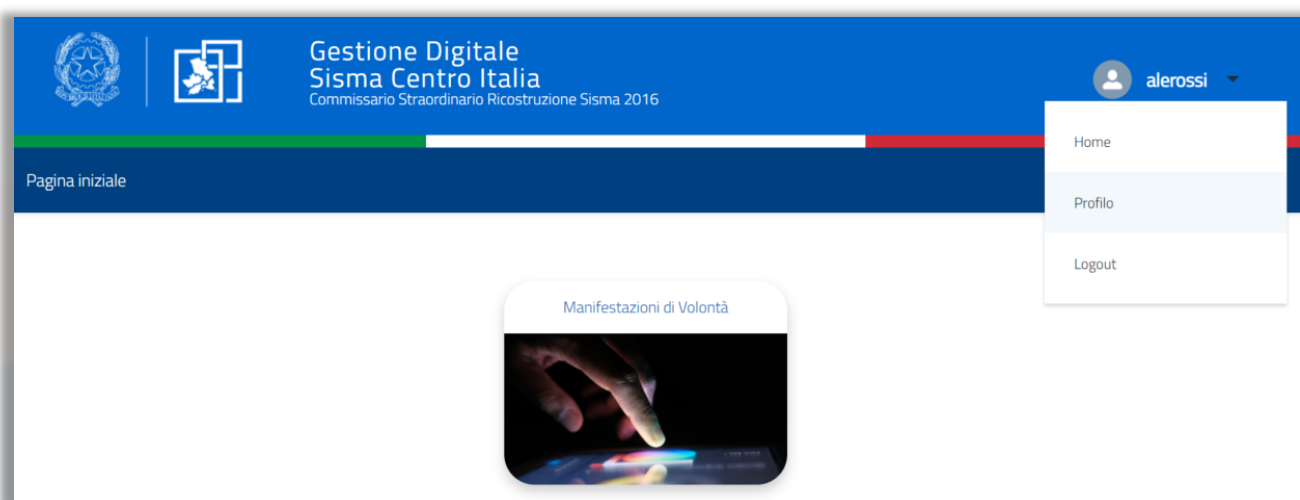 Gestione Digitale
Sisma Centro Italia
Commissario Straordinario Ricostruzione Sisma 2016
alerossi
Home
Profilo
Logout
Pagina iniziale
Manifestazioni di Volontà